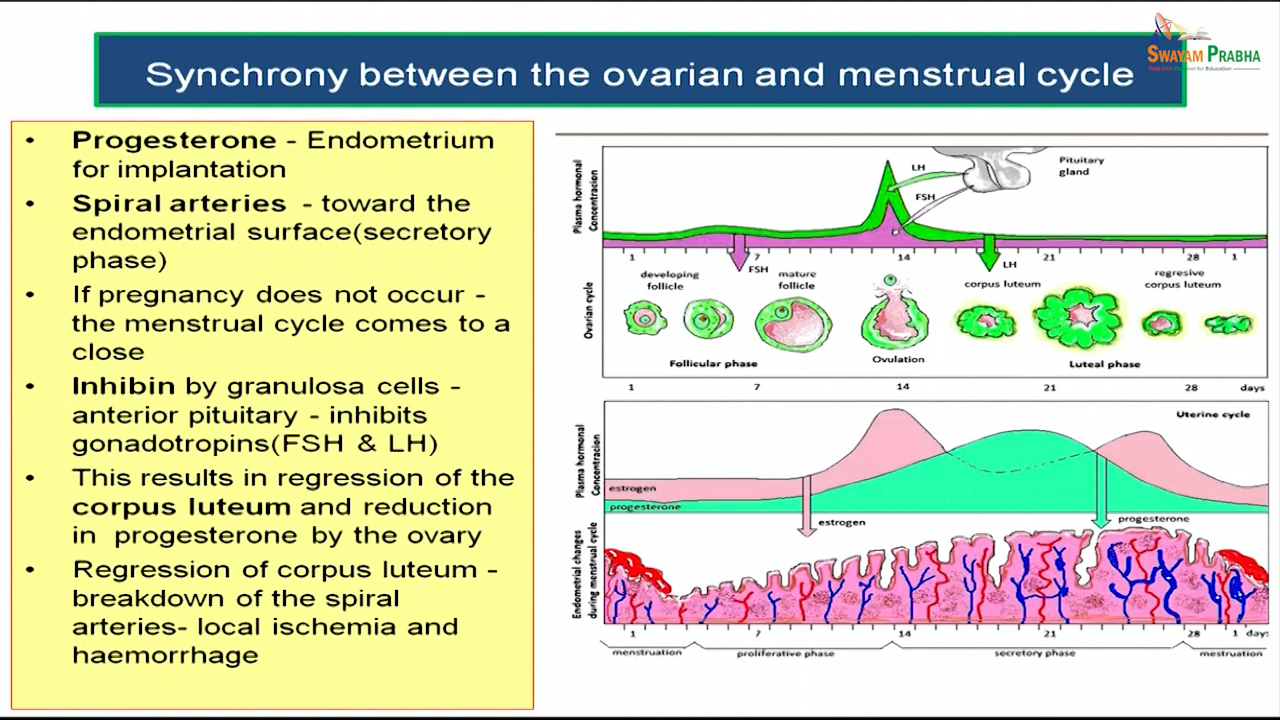 SWAYAM PRABHA
Synchrony between the ovarian and menstrual cycle
• Progesterone - Endometrium
for implantation
• Spiral arteries - toward the
endometrial surface(secretory
phase)
• If pregnancy does not occur -
the menstrual cycle comes to a
close
• Inhibin by granulosa cells -
anterior pituitary - inhibits
gonadotropins(FSH & LH)
• This results in regression of the
corpus luteum and reduction
in progesterone by the ovary
• Regression of corpus luteum -
breakdown of the spiral
arteries- local ischemia and
haemorrhage
Plasma hormonal
Concentracion
LH
FSH
Pituitary
gland
1 7 14 21 28 1
FSH
LH
Ovarian cycle
developing
follicle
mature
follicle
corpus luteum
regresive
corpus luteum
Follicular phase
Ovulation
Luteal phase
1 7 14 21 28 days
Plasma hormonal
Concentracion
Uterine cycle
estrogen
progesterone
estrogen
progesterone
Endometrial changes
during menstrual cycle
1 7 14 21 28 1 days
menstruation
proliferative phase
secretory phase
mestruation